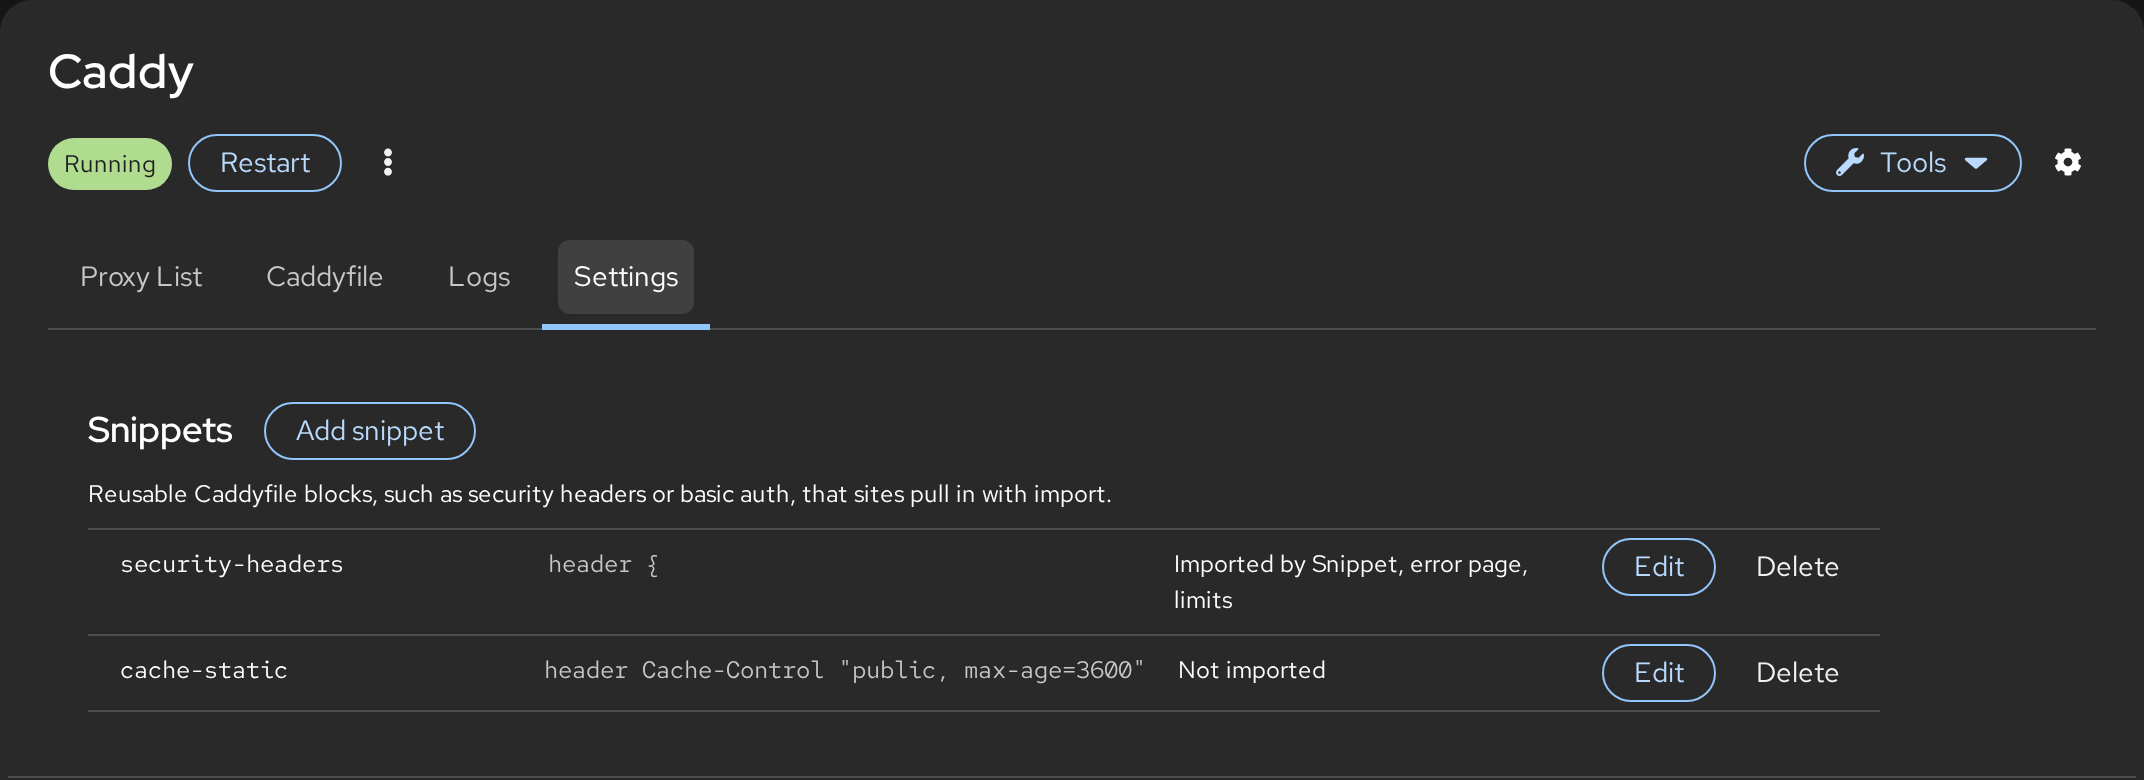 Caddy
Running
Restart
Tools
Proxy List
Caddyfile
Logs
Settings
Snippets
Add snippet
Reusable Caddyfile blocks, such as security headers or basic auth, that sites pull in with import.
security-headers
header {
Imported by Snippet, error page,
limits
Edit
Delete
cache-static
header Cache-Control "public, max-age=3600"
Not imported
Edit
Delete